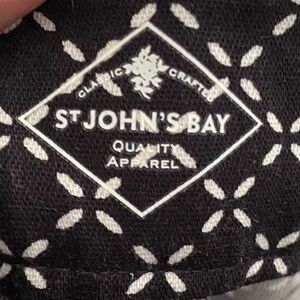 CLASSIC CRAFTED
ST JOHN'S BAY
QUALITY
APPAREL